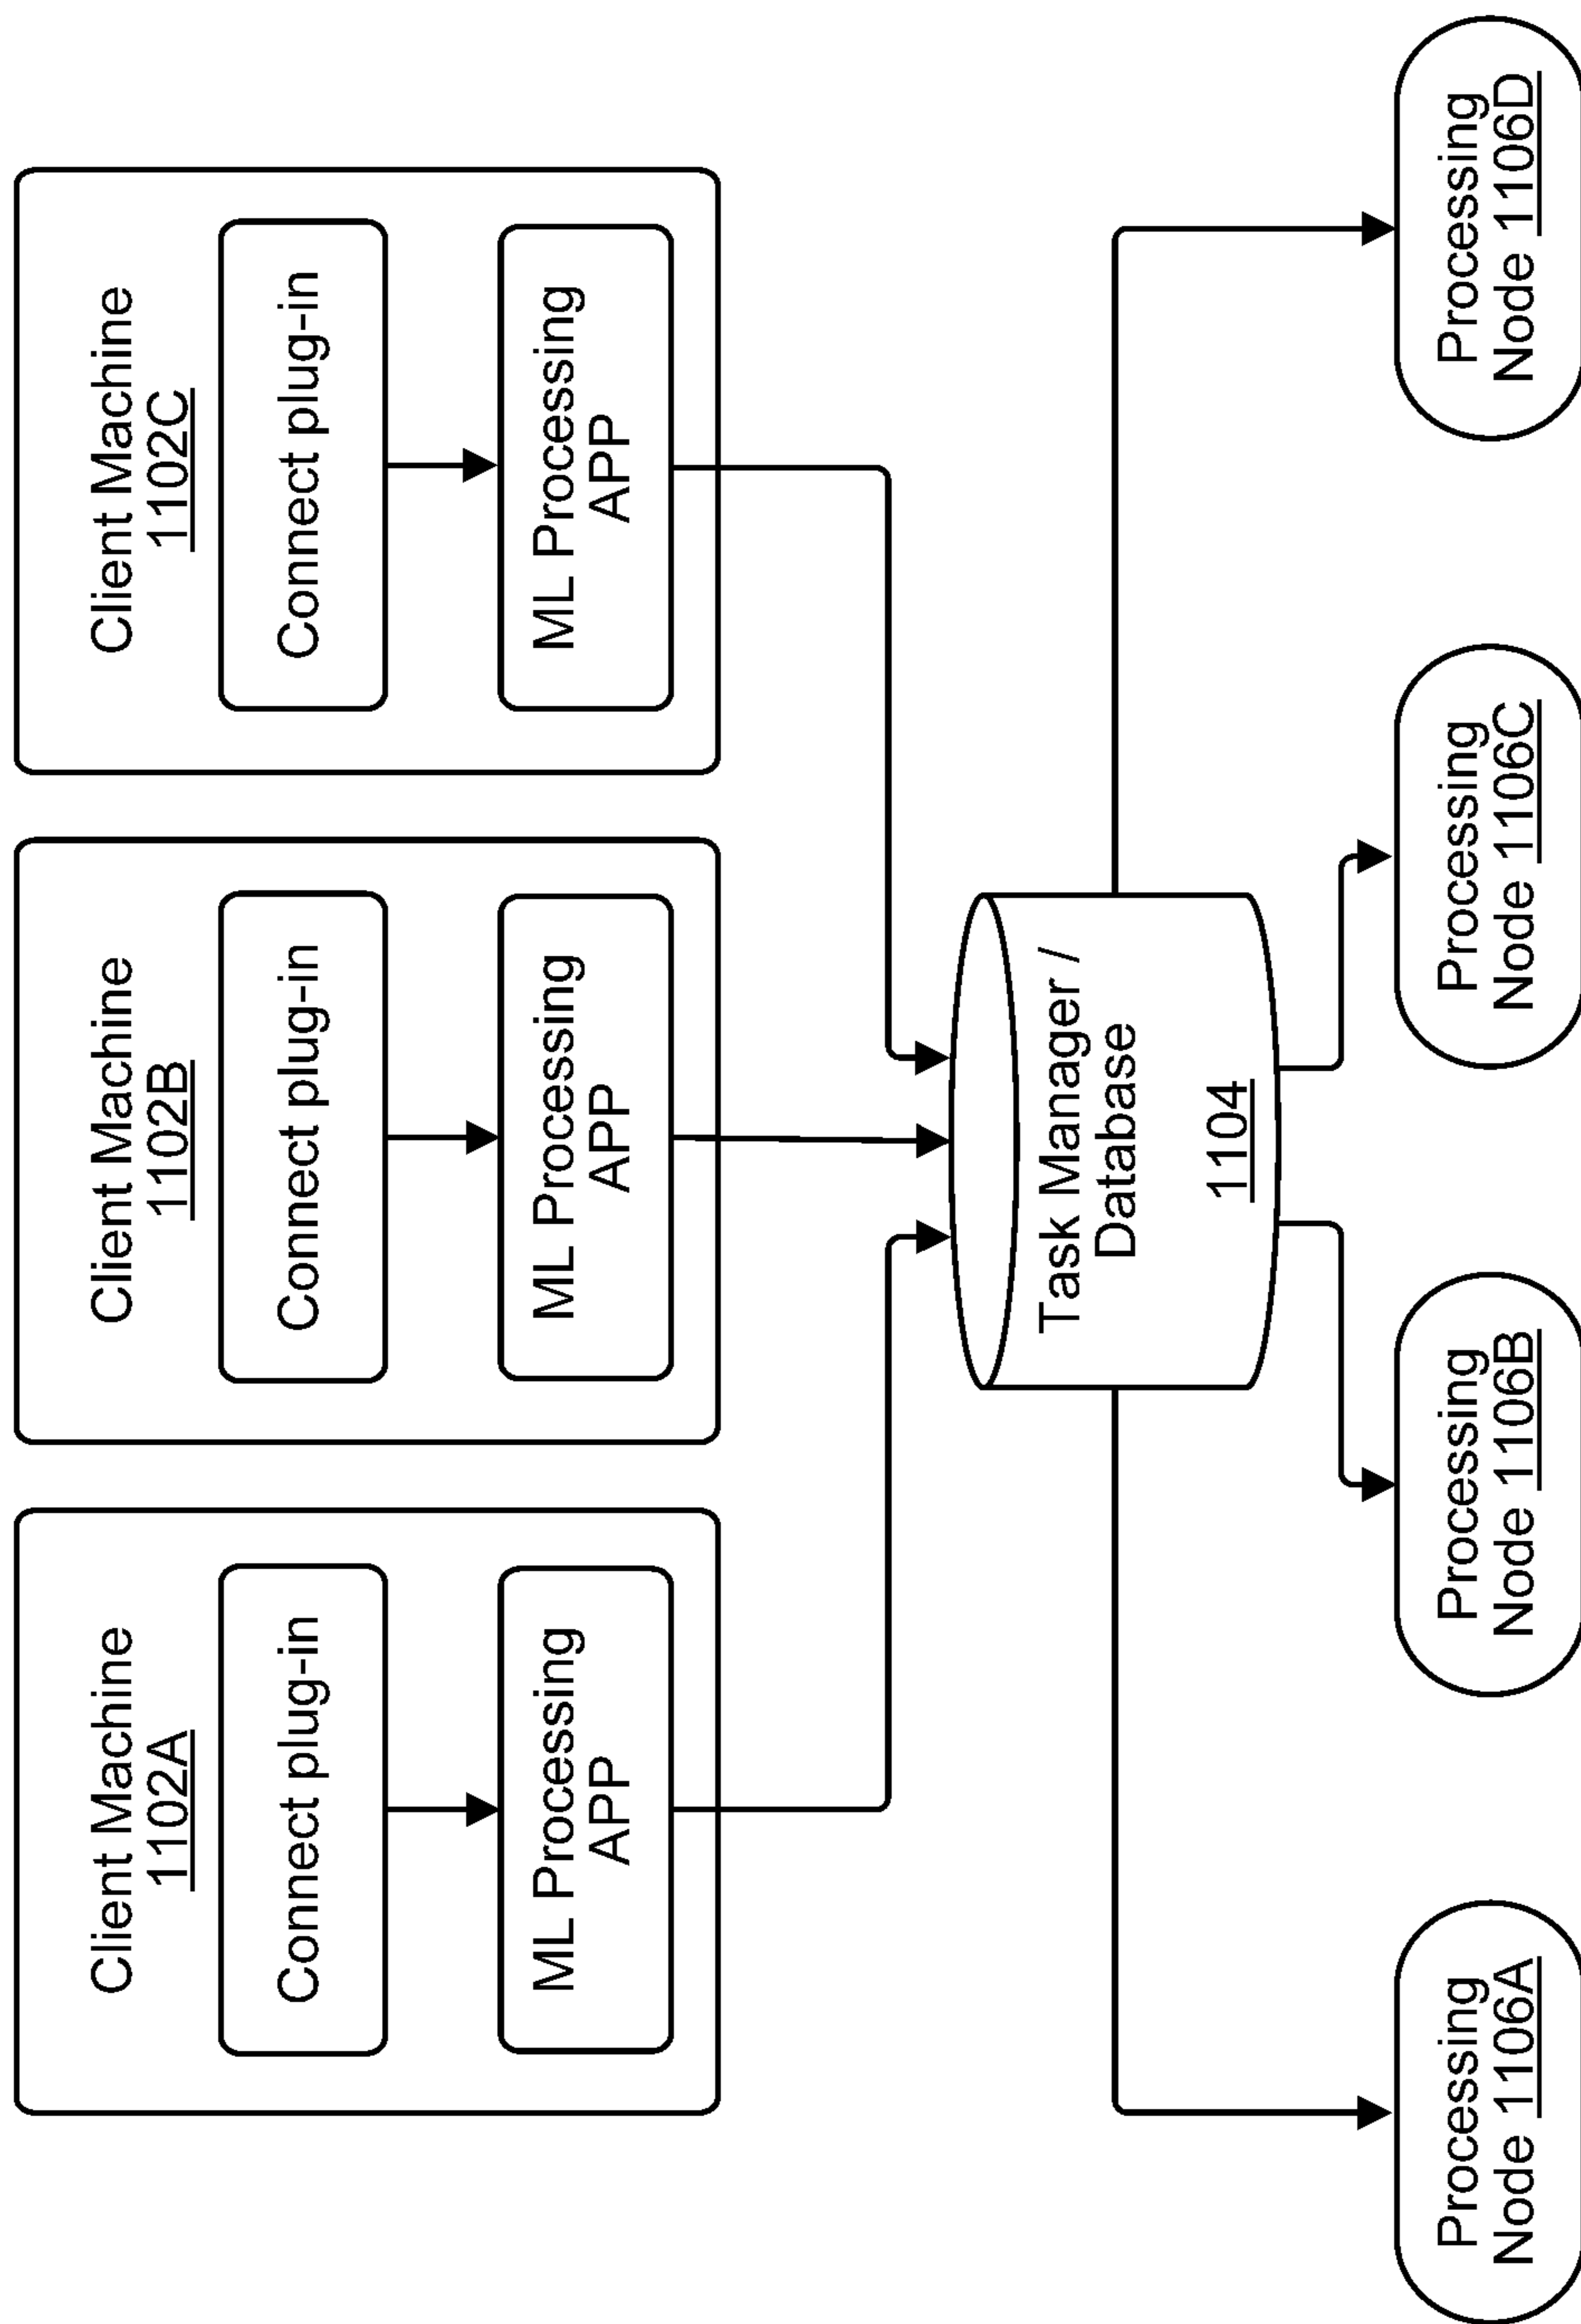 Client Machine
1102A
Connect plug-in
ML Processing
APP
Client Machine
1102B
Connect plug-in
ML Processing
APP
Client Machine
1102C
Connect plug-in
ML Processing
APP
Task Manager /
Database
1104
Processing
Node 1106A
Processing
Node 1106B
Processing
Node 1106C
Processing
Node 1106D